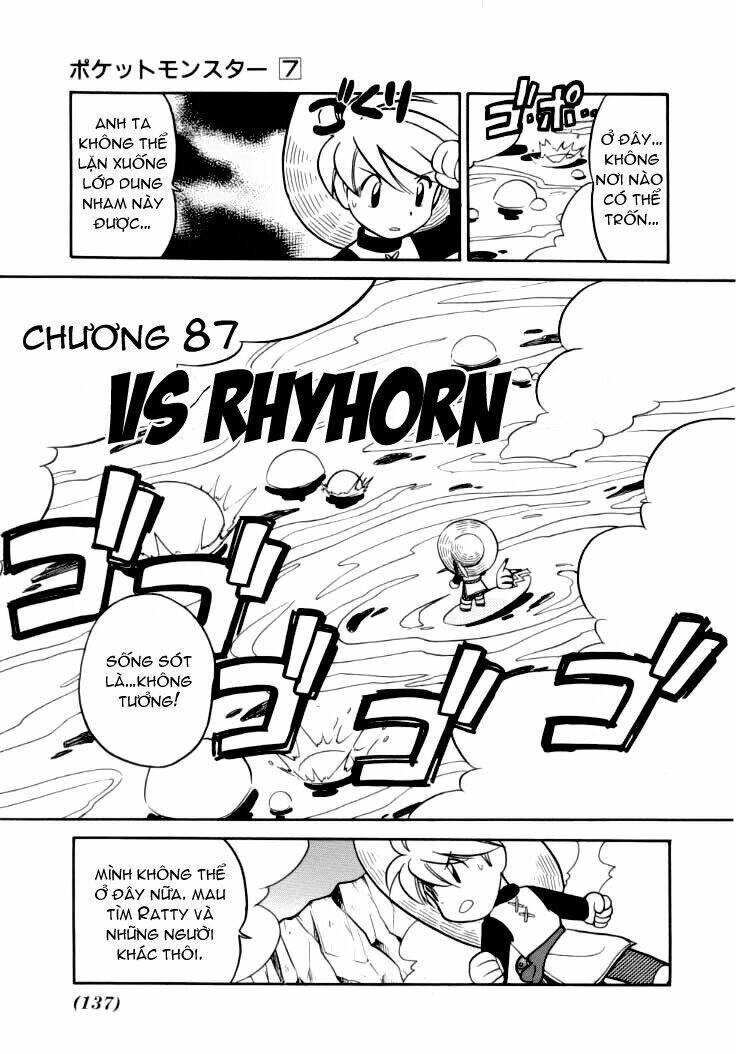 ポケットモンスター 7
ゴ・ポ・・・
Ở ĐÂY...
KHÔNG
NƠI NÀO
CÓ THỂ
TRỐN...
ごくり
ANH TA
KHÔNG THỂ
LẶN XUỐNG
LỚP DUNG
NHAM NÀY
ĐƯỢC...
CHƯƠNG 87
VS RHYHORN
ゴゴゴゴゴ
SỐNG SÓT
LÀ...KHÔNG
TƯỞNG!
MÌNH KHÔNG THỂ
Ở ĐÂY NỮA. MAU
TÌM RATTY VÀ
NHỮNG NGƯỜI
KHÁC THÔI.
(137)